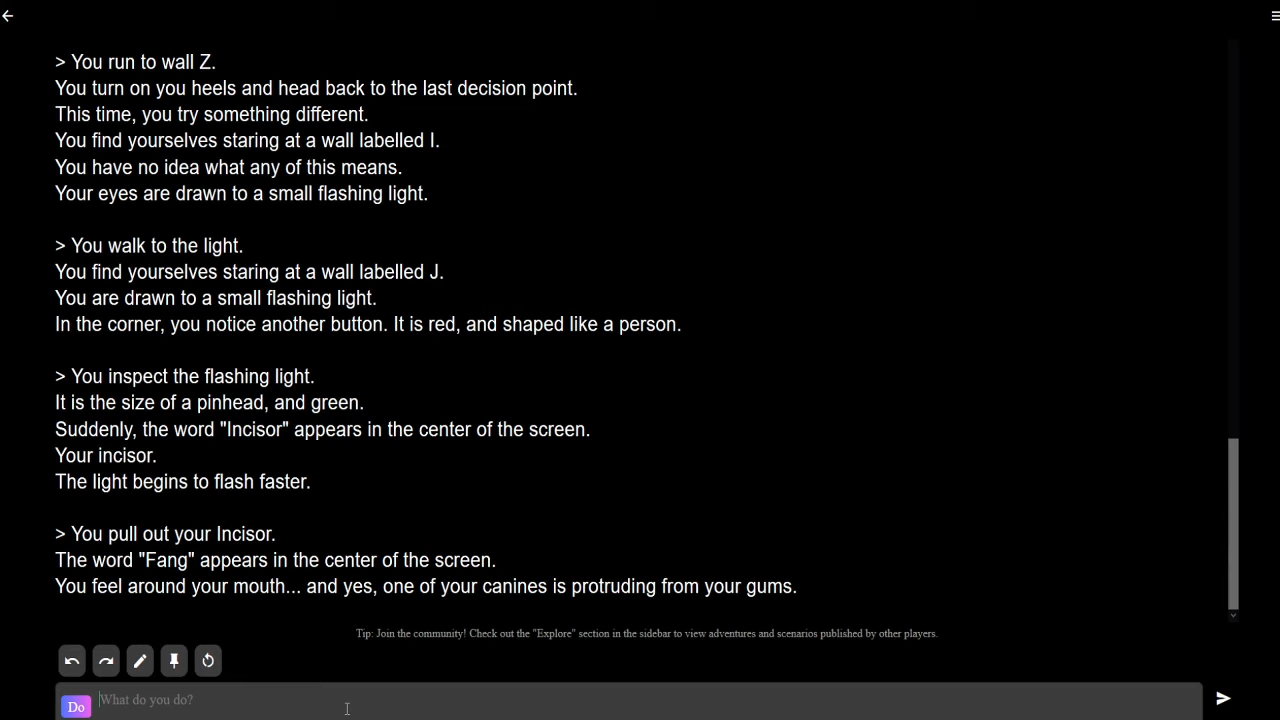 > You run to wall Z.
You turn on you heels and head back to the last decision point.
This time, you try something different.
You find yourselves staring at a wall labelled I.
You have no idea what any of this means.
Your eyes are drawn to a small flashing light.
> You walk to the light.
You find yourselves staring at a wall labelled J.
You are drawn to a small flashing light.
In the corner, you notice another button. It is red, and shaped like a person.
> You inspect the flashing light.
It is the size of a pinhead, and green.
Suddenly, the word "Incisor" appears in the center of the screen.
Your incisor.
The light begins to flash faster.
> You pull out your Incisor.
The word "Fang" appears in the center of the screen.
You feel around your mouth... and yes, one of your canines is protruding from your gums.
Tip: Join the community! Check out the "Explore" section in the sidebar to view adventures and scenarios published by other players.
Do What do you do?